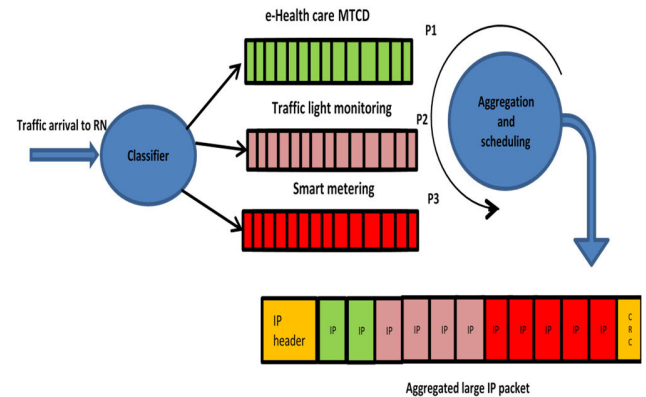 e-Health care MTCD
P1
Traffic arrival to RN
Classifier
Traffic light monitoring
P2
Aggregation
and
scheduling
Smart metering
P3
IP
header
IP
IP
IP
IP
IP
IP
IP
IP
IP
IP
IP
C
R
C
Aggregated large IP packet